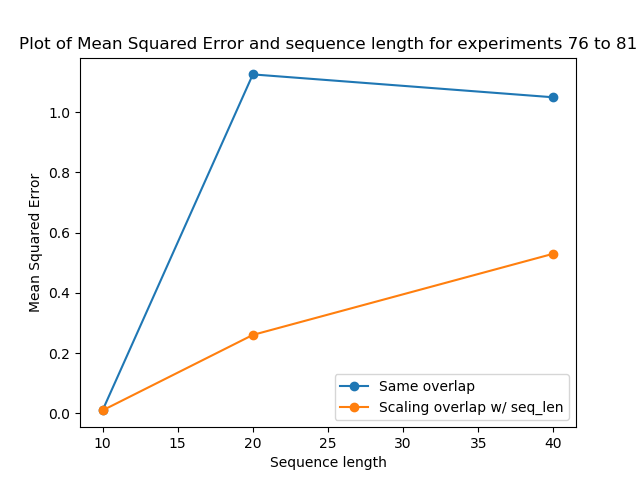 Plot of Mean Squared Error and sequence length for experiments 76 to 81
Mean Squared Error
1.0
0.8
0.6
0.4
0.2
0.0
Same overlap
Scaling overlap w/ seq_len
10 15 20 25 30 35 40
Sequence length